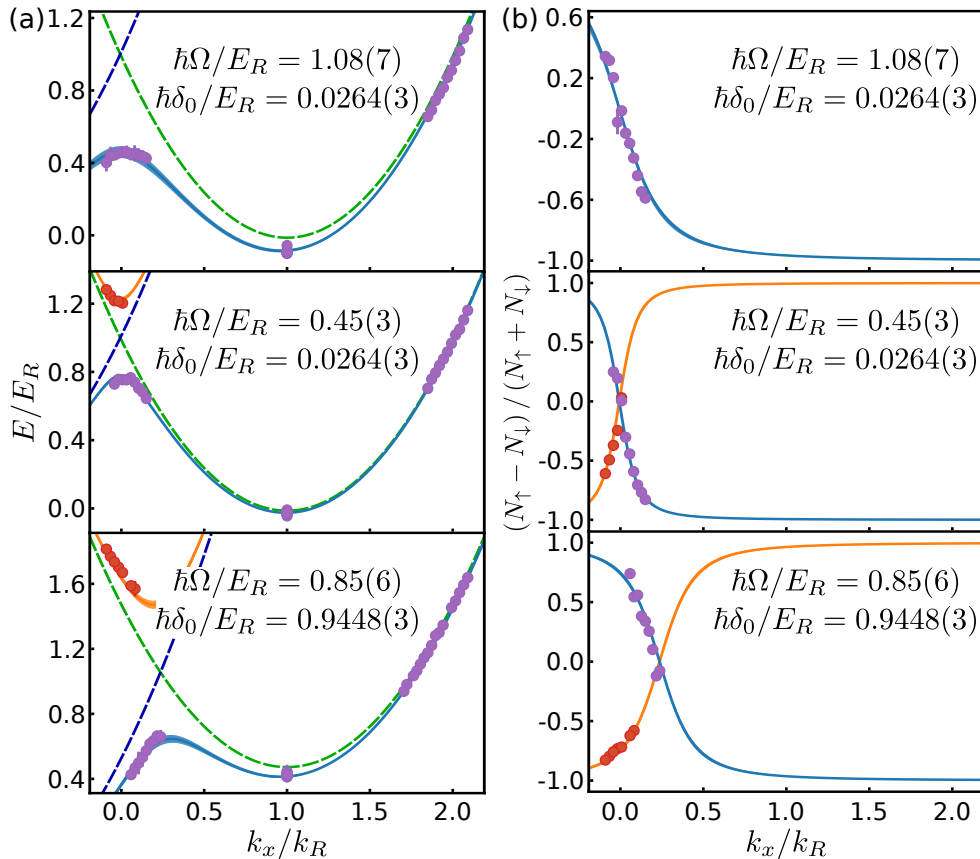 (a)
1.2
0.8
0.4
0.0
ħΩ/E_R = 1.08(7)
ħδ_0/E_R = 0.0264(3)
1.2
0.8
0.4
0.0
ħΩ/E_R = 0.45(3)
ħδ_0/E_R = 0.0264(3)
E/E_R
1.6
1.2
0.8
0.4
ħΩ/E_R = 0.85(6)
ħδ_0/E_R = 0.9448(3)
0.0 0.5 1.0 1.5 2.0
k_x/k_R
(b)
0.6
0.2
-0.2
-0.6
-1.0
ħΩ/E_R = 1.08(7)
ħδ_0/E_R = 0.0264(3)
1.0
0.5
0.0
-0.5
-1.0
ħΩ/E_R = 0.45(3)
ħδ_0/E_R = 0.0264(3)
(N_↑ − N_↓) / (N_↑ + N_↓)
1.0
0.5
0.0
-0.5
-1.0
ħΩ/E_R = 0.85(6)
ħδ_0/E_R = 0.9448(3)
0.0 0.5 1.0 1.5 2.0
k_x/k_R